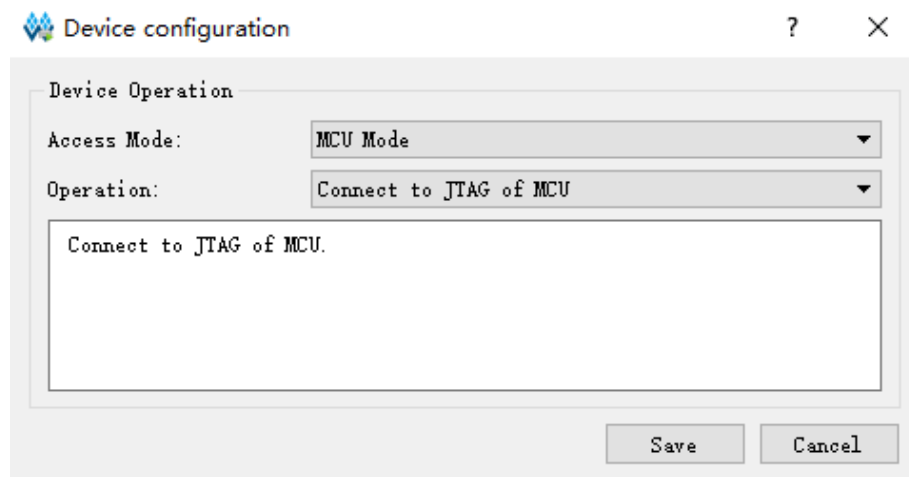 Device configuration
Device Operation
Access Mode: MCU Mode
Operation: Connect to JTAG of MCU
Connect to JTAG of MCU.
Save Cancel